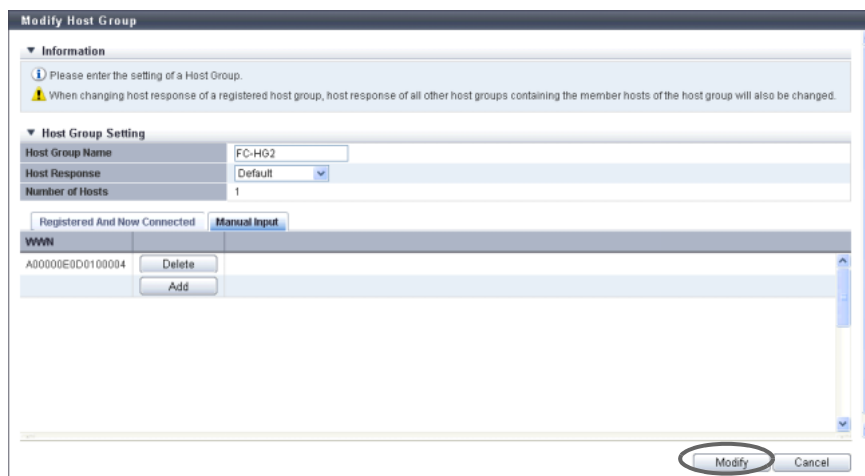 Modify Host Group
Information
Please enter the setting of a Host Group.
When changing host response of a registered host group, host response of all other host groups containing the member hosts of the host group will also be changed.
Host Group Setting
Host Group Name FC-HG2
Host Response Default
Number of Hosts 1
Registered And Now Connected Manual Input
WWN
A00000E0D0100004 Delete
Add
Modify Cancel